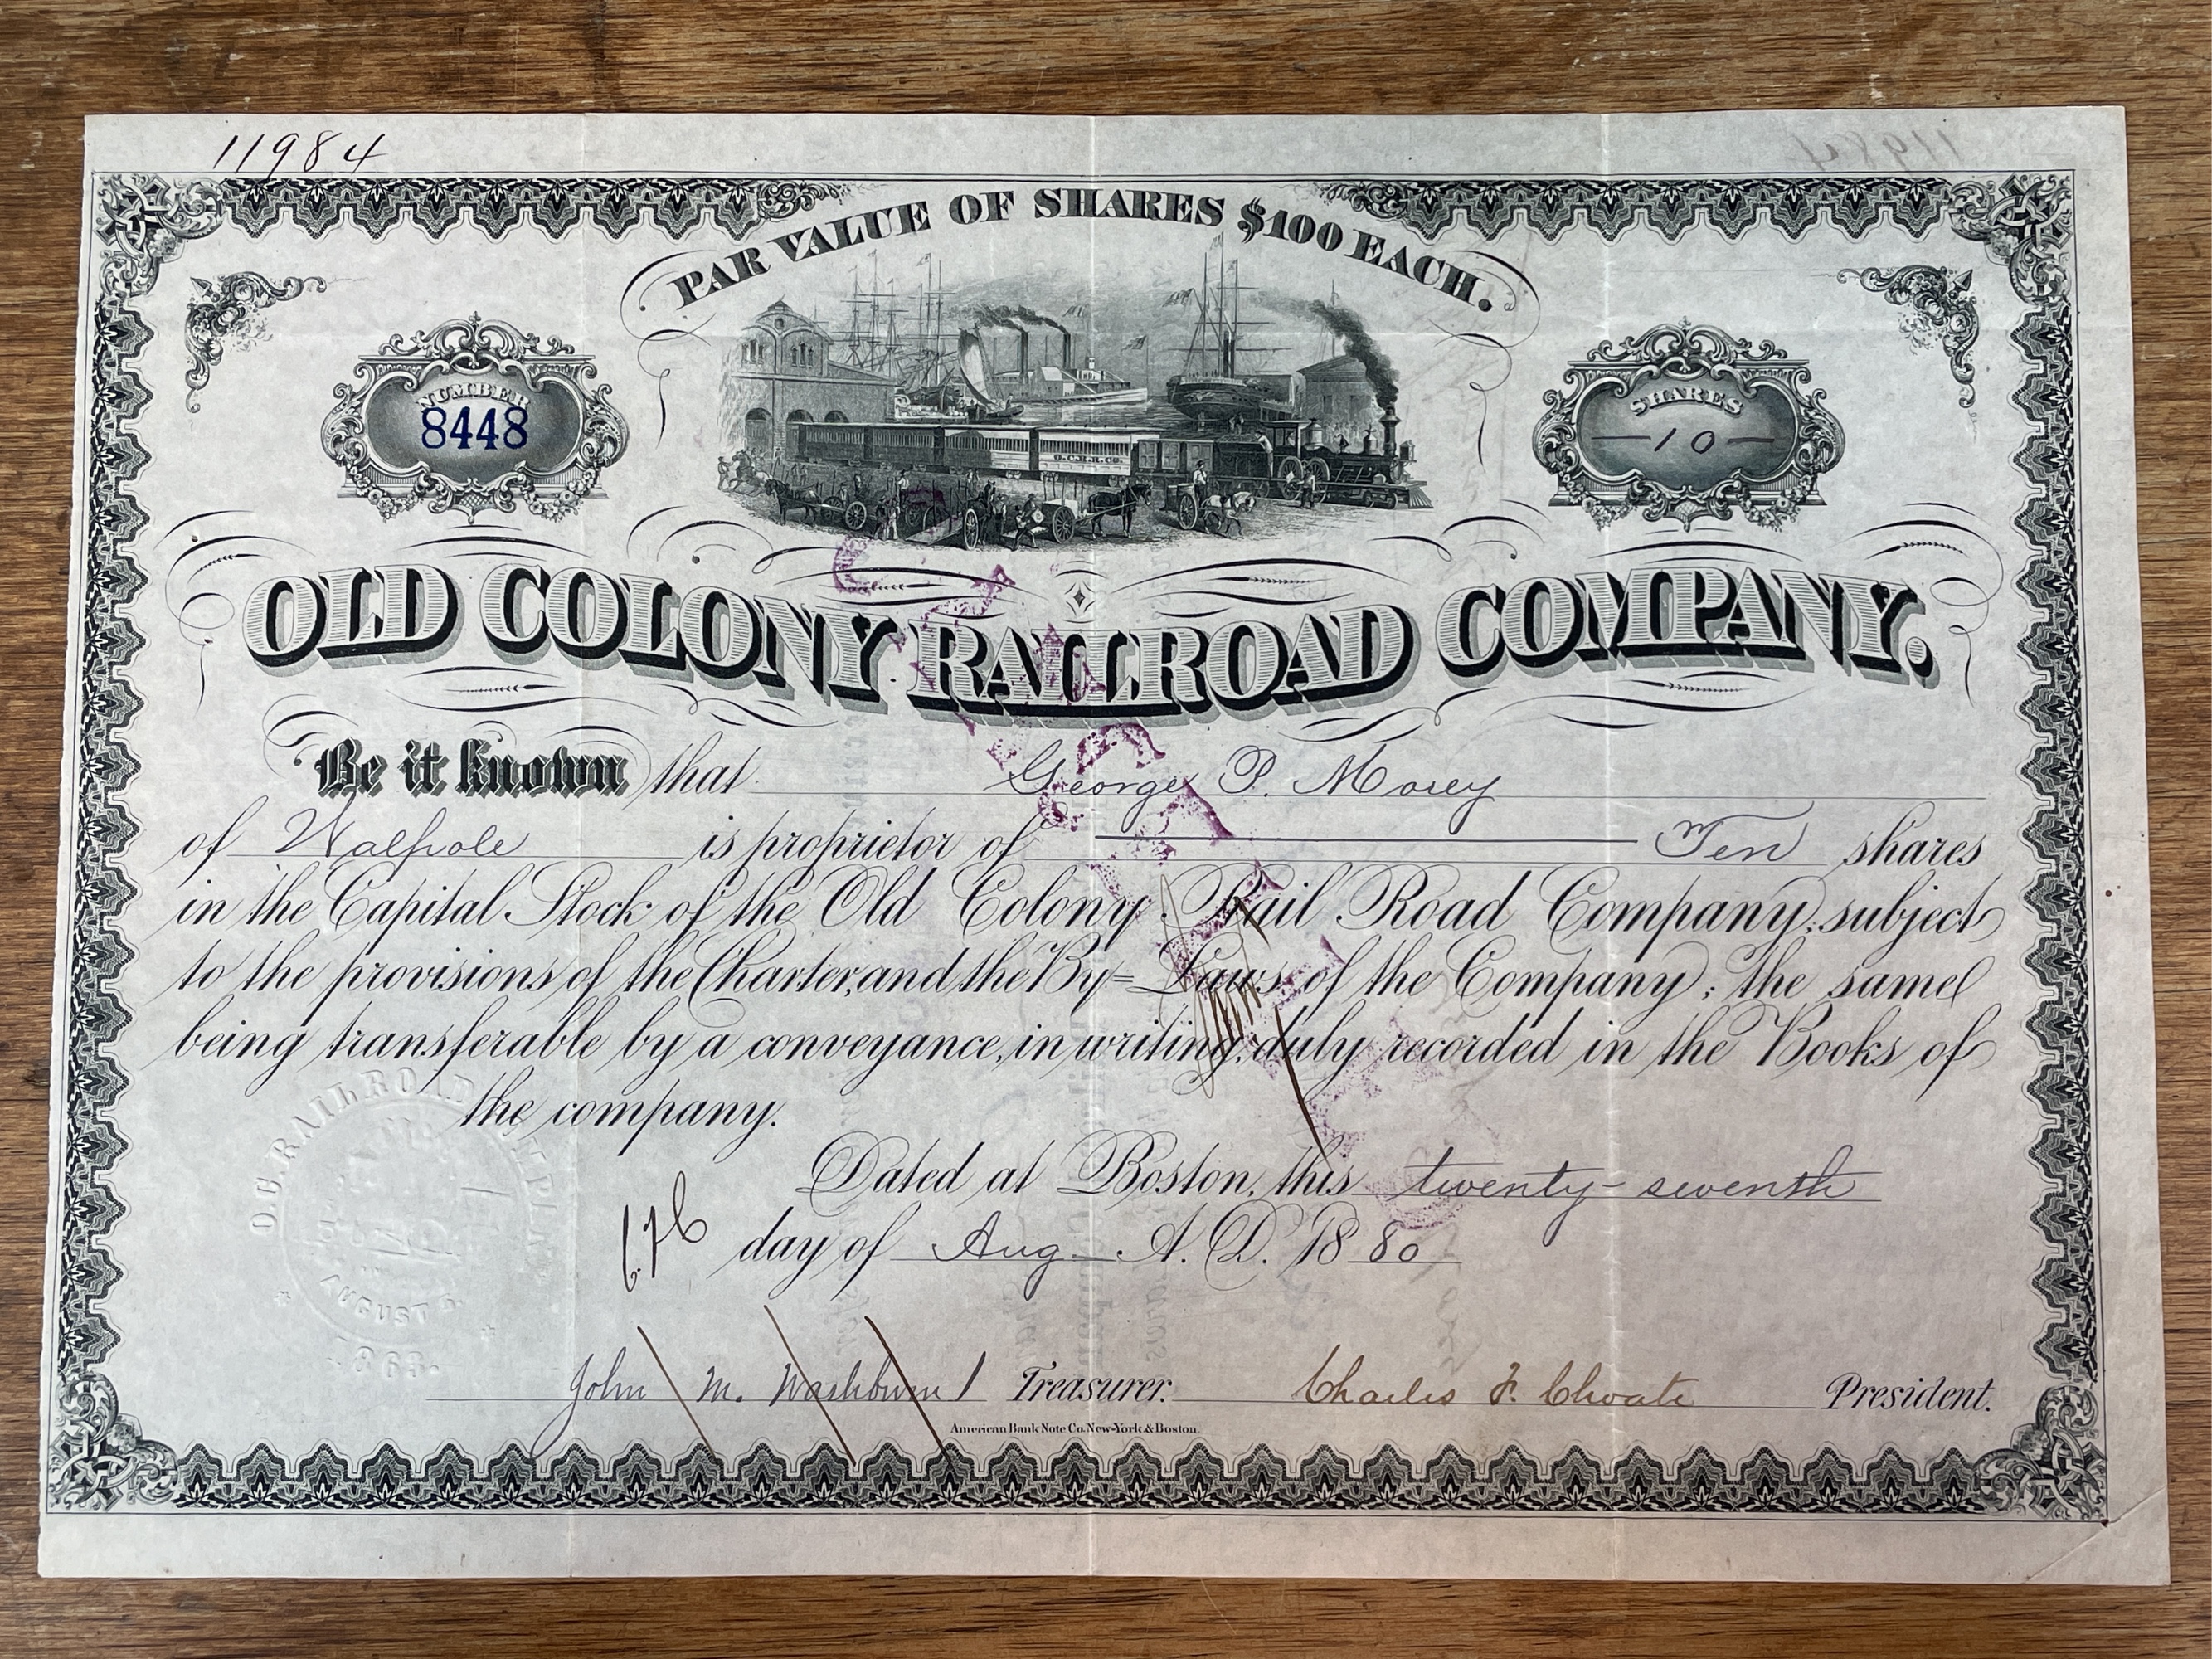 11984
PAR VALUE OF SHARES $100 EACH.
NUMBER
8448
SHARES
—10—
O.C.R.R.CO.
OLD COLONY RAILROAD COMPANY.
Be it known that George P. Morey
of Walpole is proprietor of Ten shares
in the Capital Stock of the Old Colony Rail Road Company; subject
to the provisions of the Charter, and the By=Laws of the Company; the same
being transferable by a conveyance, in writing, duly recorded in the Books of
the company.
Dated at Boston, this twenty-seventh
day of Aug A.D. 1880
O.C. RAILROAD
AUGUST
John M. Washburn Treasurer. Charles F. Choate President.
American Bank Note Co. New-York & Boston.